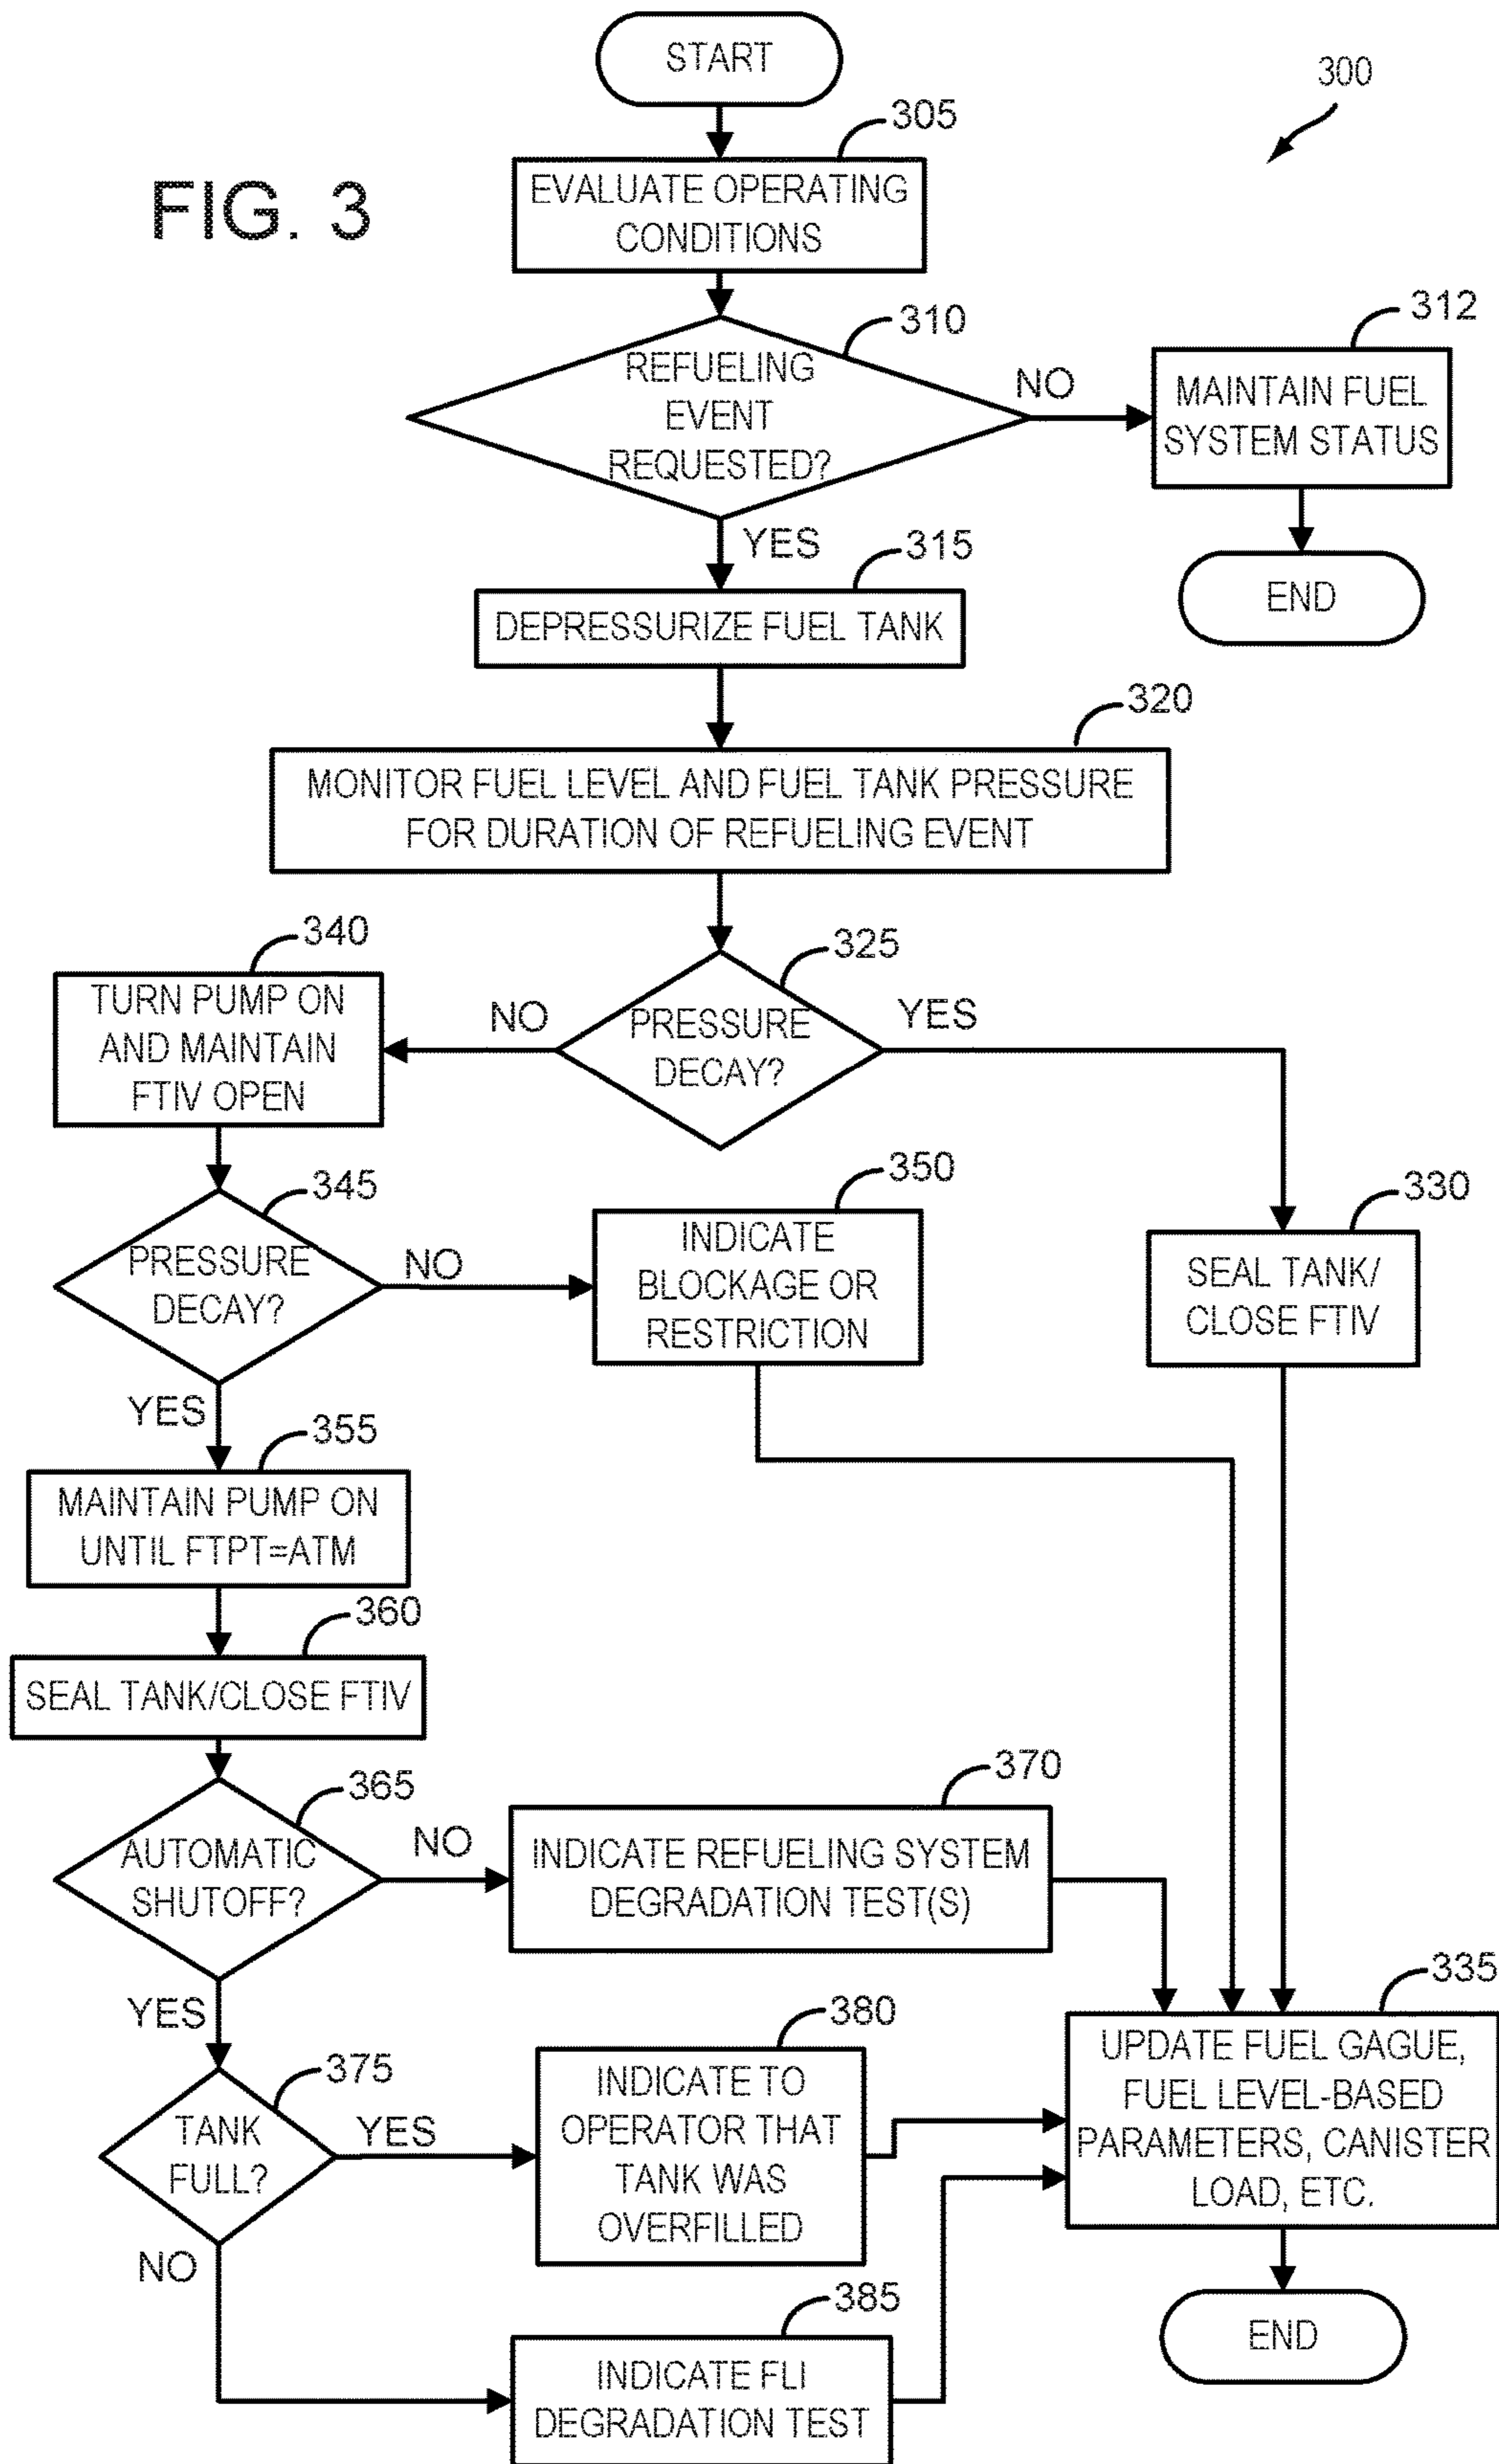 START
300
305
FIG. 3
EVALUATE OPERATING
CONDITIONS
310
312
REFUELING
EVENT
REQUESTED?
NO
MAINTAIN FUEL
SYSTEM STATUS
YES
315
END
DEPRESSURIZE FUEL TANK
320
MONITOR FUEL LEVEL AND FUEL TANK PRESSURE
FOR DURATION OF REFUELING EVENT
340
325
TURN PUMP ON
AND MAINTAIN
FTIV OPEN
NO
PRESSURE
DECAY?
YES
345
350
330
PRESSURE
DECAY?
NO
INDICATE
BLOCKAGE OR
RESTRICTION
SEAL TANK/
CLOSE FTIV
YES
355
MAINTAIN PUMP ON
UNTIL FTPT=ATM
360
SEAL TANK/CLOSE FTIV
365
370
AUTOMATIC
SHUTOFF?
NO
INDICATE REFUELING SYSTEM
DEGRADATION TEST(S)
335
YES
380
375
TANK
FULL?
YES
INDICATE TO
OPERATOR THAT
TANK WAS
OVERFILLED
UPDATE FUEL GAGUE,
FUEL LEVEL-BASED
PARAMETERS, CANISTER
LOAD, ETC.
NO
385
INDICATE FLI
DEGRADATION TEST
END